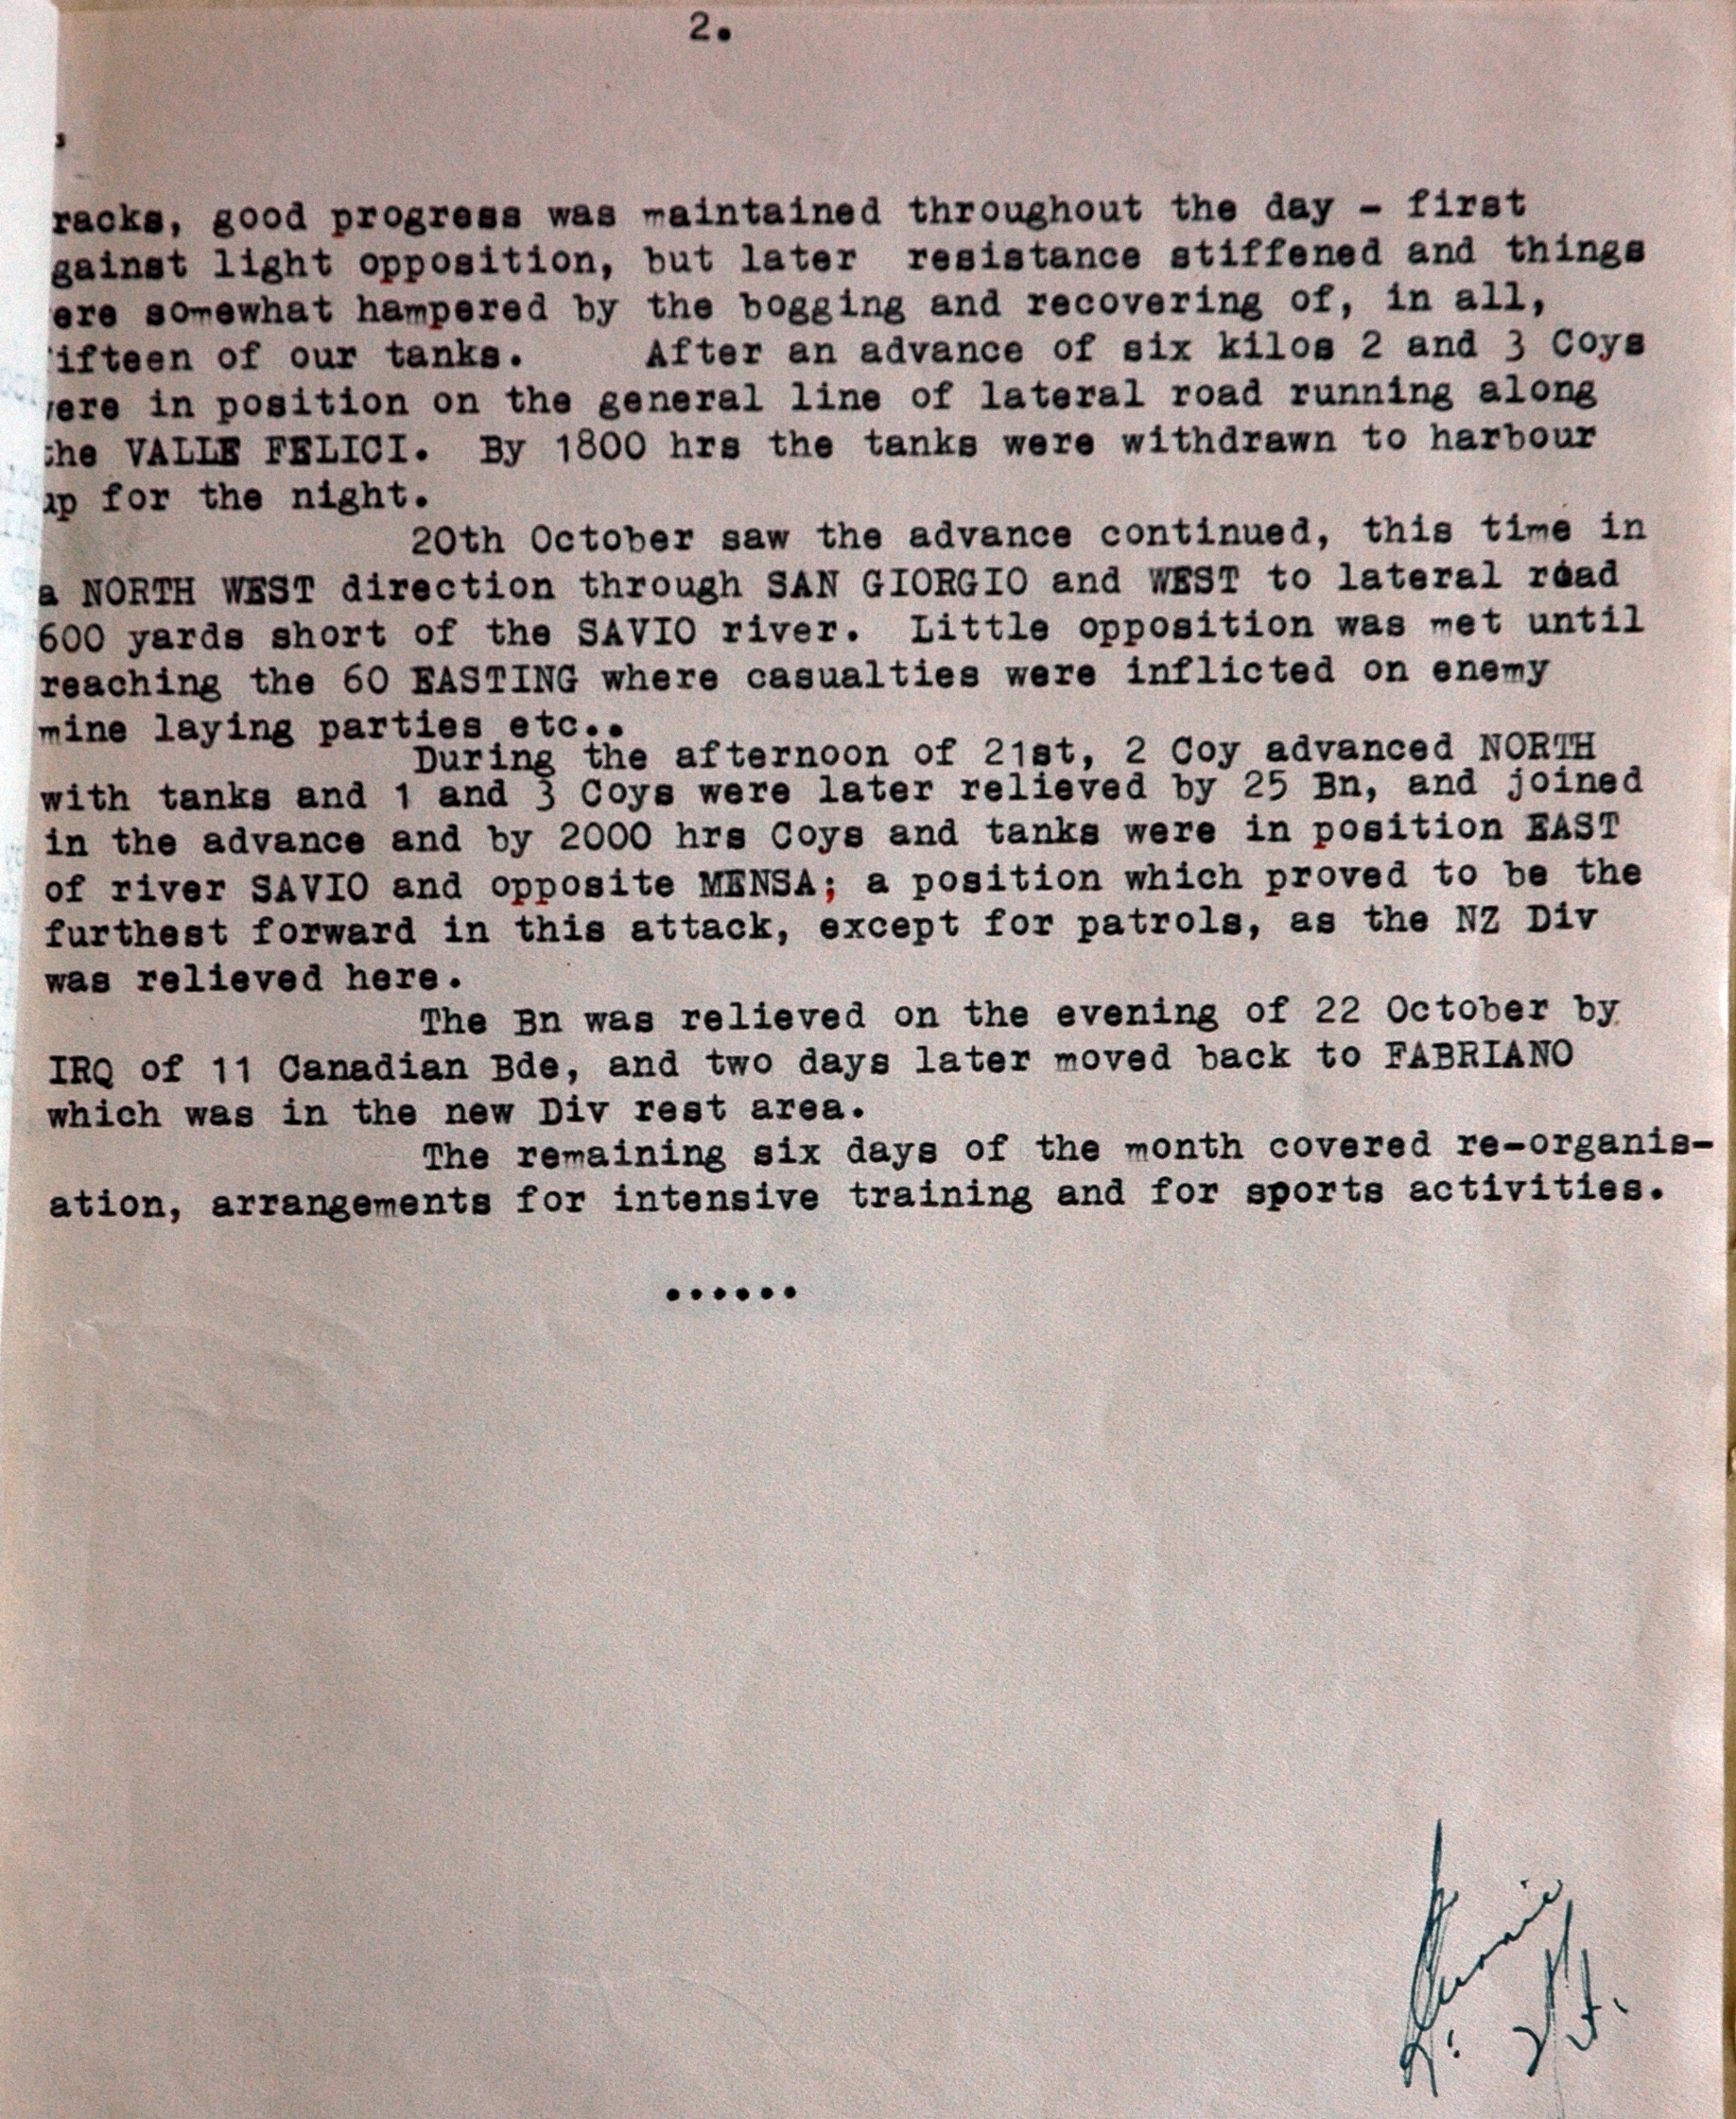 2.
racks, good progress was maintained throughout the day - first
gainst light opposition, but later resistance stiffened and things
ere somewhat hampered by the bogging and recovering of, in all,
ifteen of our tanks. After an advance of six kilos 2 and 3 Coys
ere in position on the general line of lateral road running along
he VALLE FELICI. By 1800 hrs the tanks were withdrawn to harbour
up for the night.
20th October saw the advance continued, this time in
a NORTH WEST direction through SAN GIORGIO and WEST to lateral road
600 yards short of the SAVIO river. Little opposition was met until
reaching the 60 EASTING where casualties were inflicted on enemy
mine laying parties etc..
During the afternoon of 21st, 2 Coy advanced NORTH
with tanks and 1 and 3 Coys were later relieved by 25 Bn, and joined
in the advance and by 2000 hrs Coys and tanks were in position EAST
of river SAVIO and opposite MENSA; a position which proved to be the
furthest forward in this attack, except for patrols, as the NZ Div
was relieved here.
The Bn was relieved on the evening of 22 October by
IRQ of 11 Canadian Bde, and two days later moved back to FABRIANO
which was in the new Div rest area.
The remaining six days of the month covered re-organis-
ation, arrangements for intensive training and for sports activities.
......